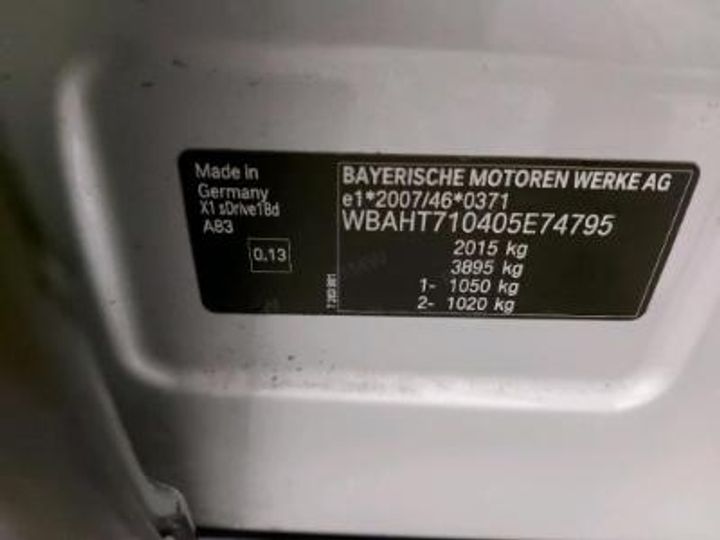 Made in
Germany
X1 sDrive18d
A83
0.13
BAYERISCHE MOTOREN WERKE AG
e1*2007/46*0371
WBAHT710405E74795
2015 kg
3895 kg
1- 1050 kg
2- 1020 kg